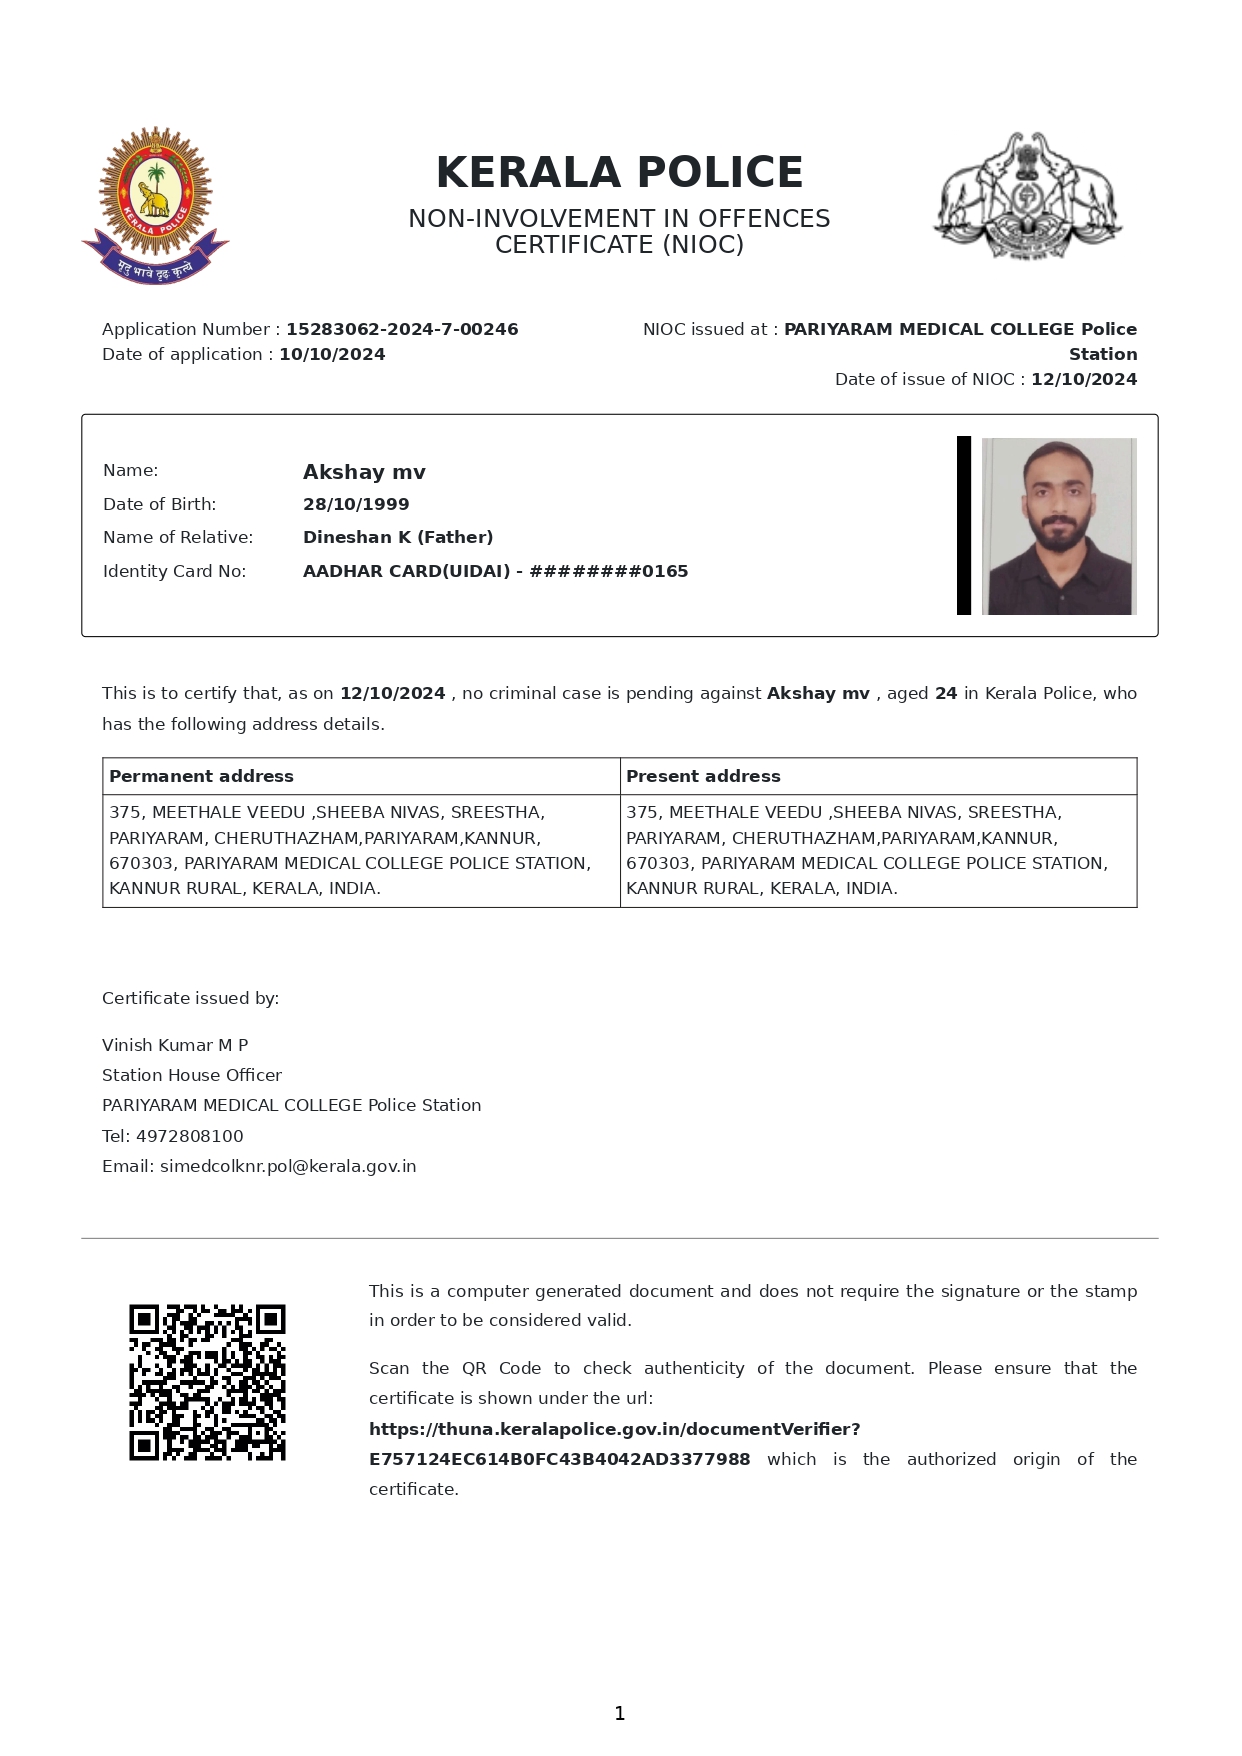 KERALA POLICE
मृदु भावे दृढ कृत्ये
KERALA POLICE
NON-INVOLVEMENT IN OFFENCES
CERTIFICATE (NIOC)
Application Number : 15283062-2024-7-00246
Date of application : 10/10/2024
NIOC issued at : PARIYARAM MEDICAL COLLEGE Police
Station
Date of issue of NIOC : 12/10/2024
Name: Akshay mv
Date of Birth: 28/10/1999
Name of Relative: Dineshan K (Father)
Identity Card No: AADHAR CARD(UIDAI) - ########0165
This is to certify that, as on 12/10/2024 , no criminal case is pending against Akshay mv , aged 24 in Kerala Police, who
has the following address details.
Permanent address
375, MEETHALE VEEDU ,SHEEBA NIVAS, SREESTHA,
PARIYARAM, CHERUTHAZHAM,PARIYARAM,KANNUR,
670303, PARIYARAM MEDICAL COLLEGE POLICE STATION,
KANNUR RURAL, KERALA, INDIA.
Present address
375, MEETHALE VEEDU ,SHEEBA NIVAS, SREESTHA,
PARIYARAM, CHERUTHAZHAM,PARIYARAM,KANNUR,
670303, PARIYARAM MEDICAL COLLEGE POLICE STATION,
KANNUR RURAL, KERALA, INDIA.
Certificate issued by:
Vinish Kumar M P
Station House Officer
PARIYARAM MEDICAL COLLEGE Police Station
Tel: 4972808100
Email: simedcolknr.pol@kerala.gov.in
This is a computer generated document and does not require the signature or the stamp
in order to be considered valid.
Scan the QR Code to check authenticity of the document. Please ensure that the
certificate is shown under the url:
https://thuna.keralapolice.gov.in/documentVerifier?
E757124EC614B0FC43B4042AD3377988 which is the authorized origin of the
certificate.
1